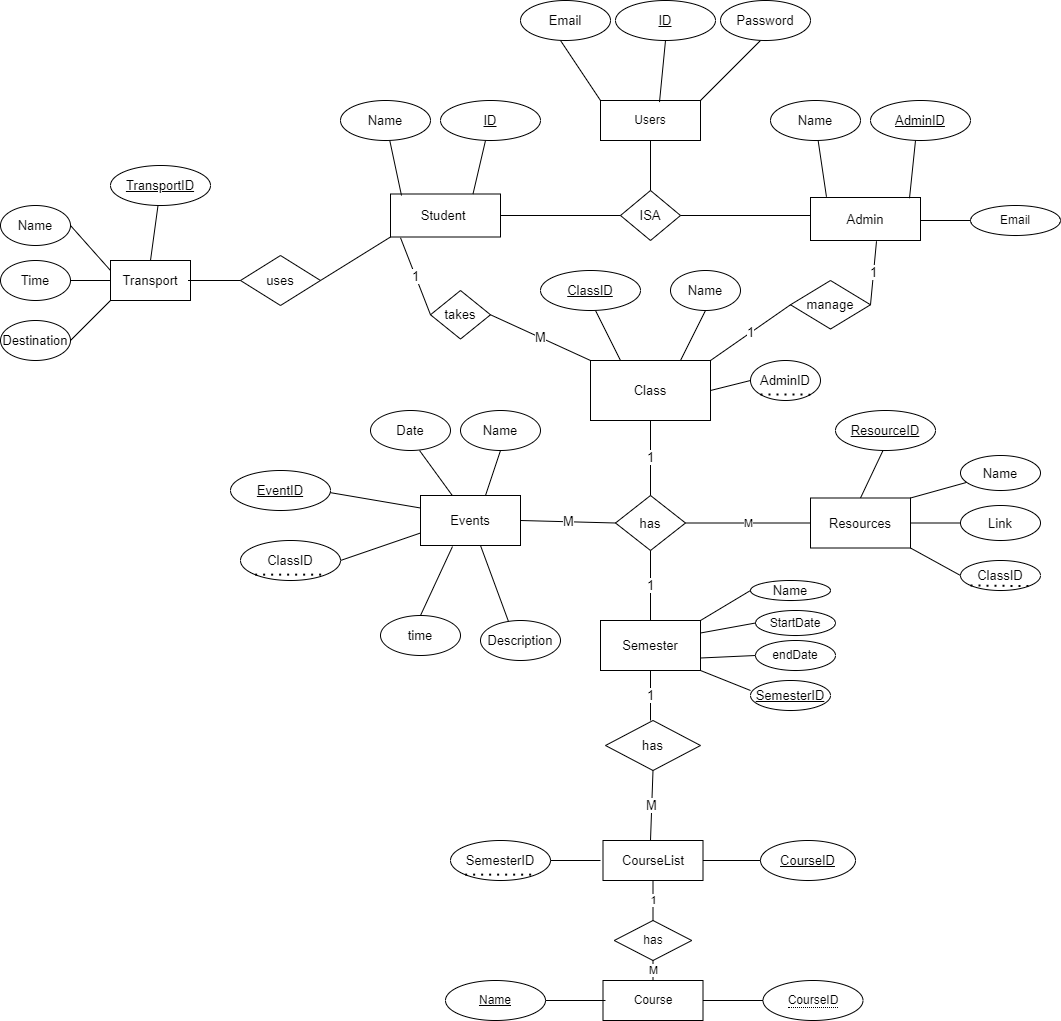 Email
ID
Password
Users
Name
ID
Name
AdminID
TransportID
Student
ISA
Admin
Email
Name
Time
Destination
Transport
uses
1
takes
M
ClassID
Name
1
manage
1
Class
AdminID
Date
Name
1
ResourceID
EventID
Events
M
has
M
Resources
Name
Link
ClassID
ClassID
time
Description
1
Semester
Name
StartDate
endDate
SemesterID
1
has
M
SemesterID
CourseList
CourseID
1
has
M
Name
Course
CourseID